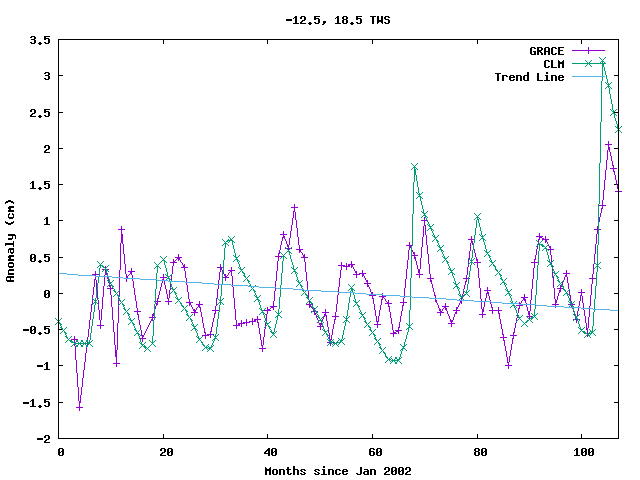 -12.5, 18.5 TWS
GRACE
CLM
Trend Line
3.5
3
2.5
2
1.5
1
0.5
0
-0.5
-1
-1.5
-2
Anomaly (cm)
0 20 40 60 80 100
Months since Jan 2002